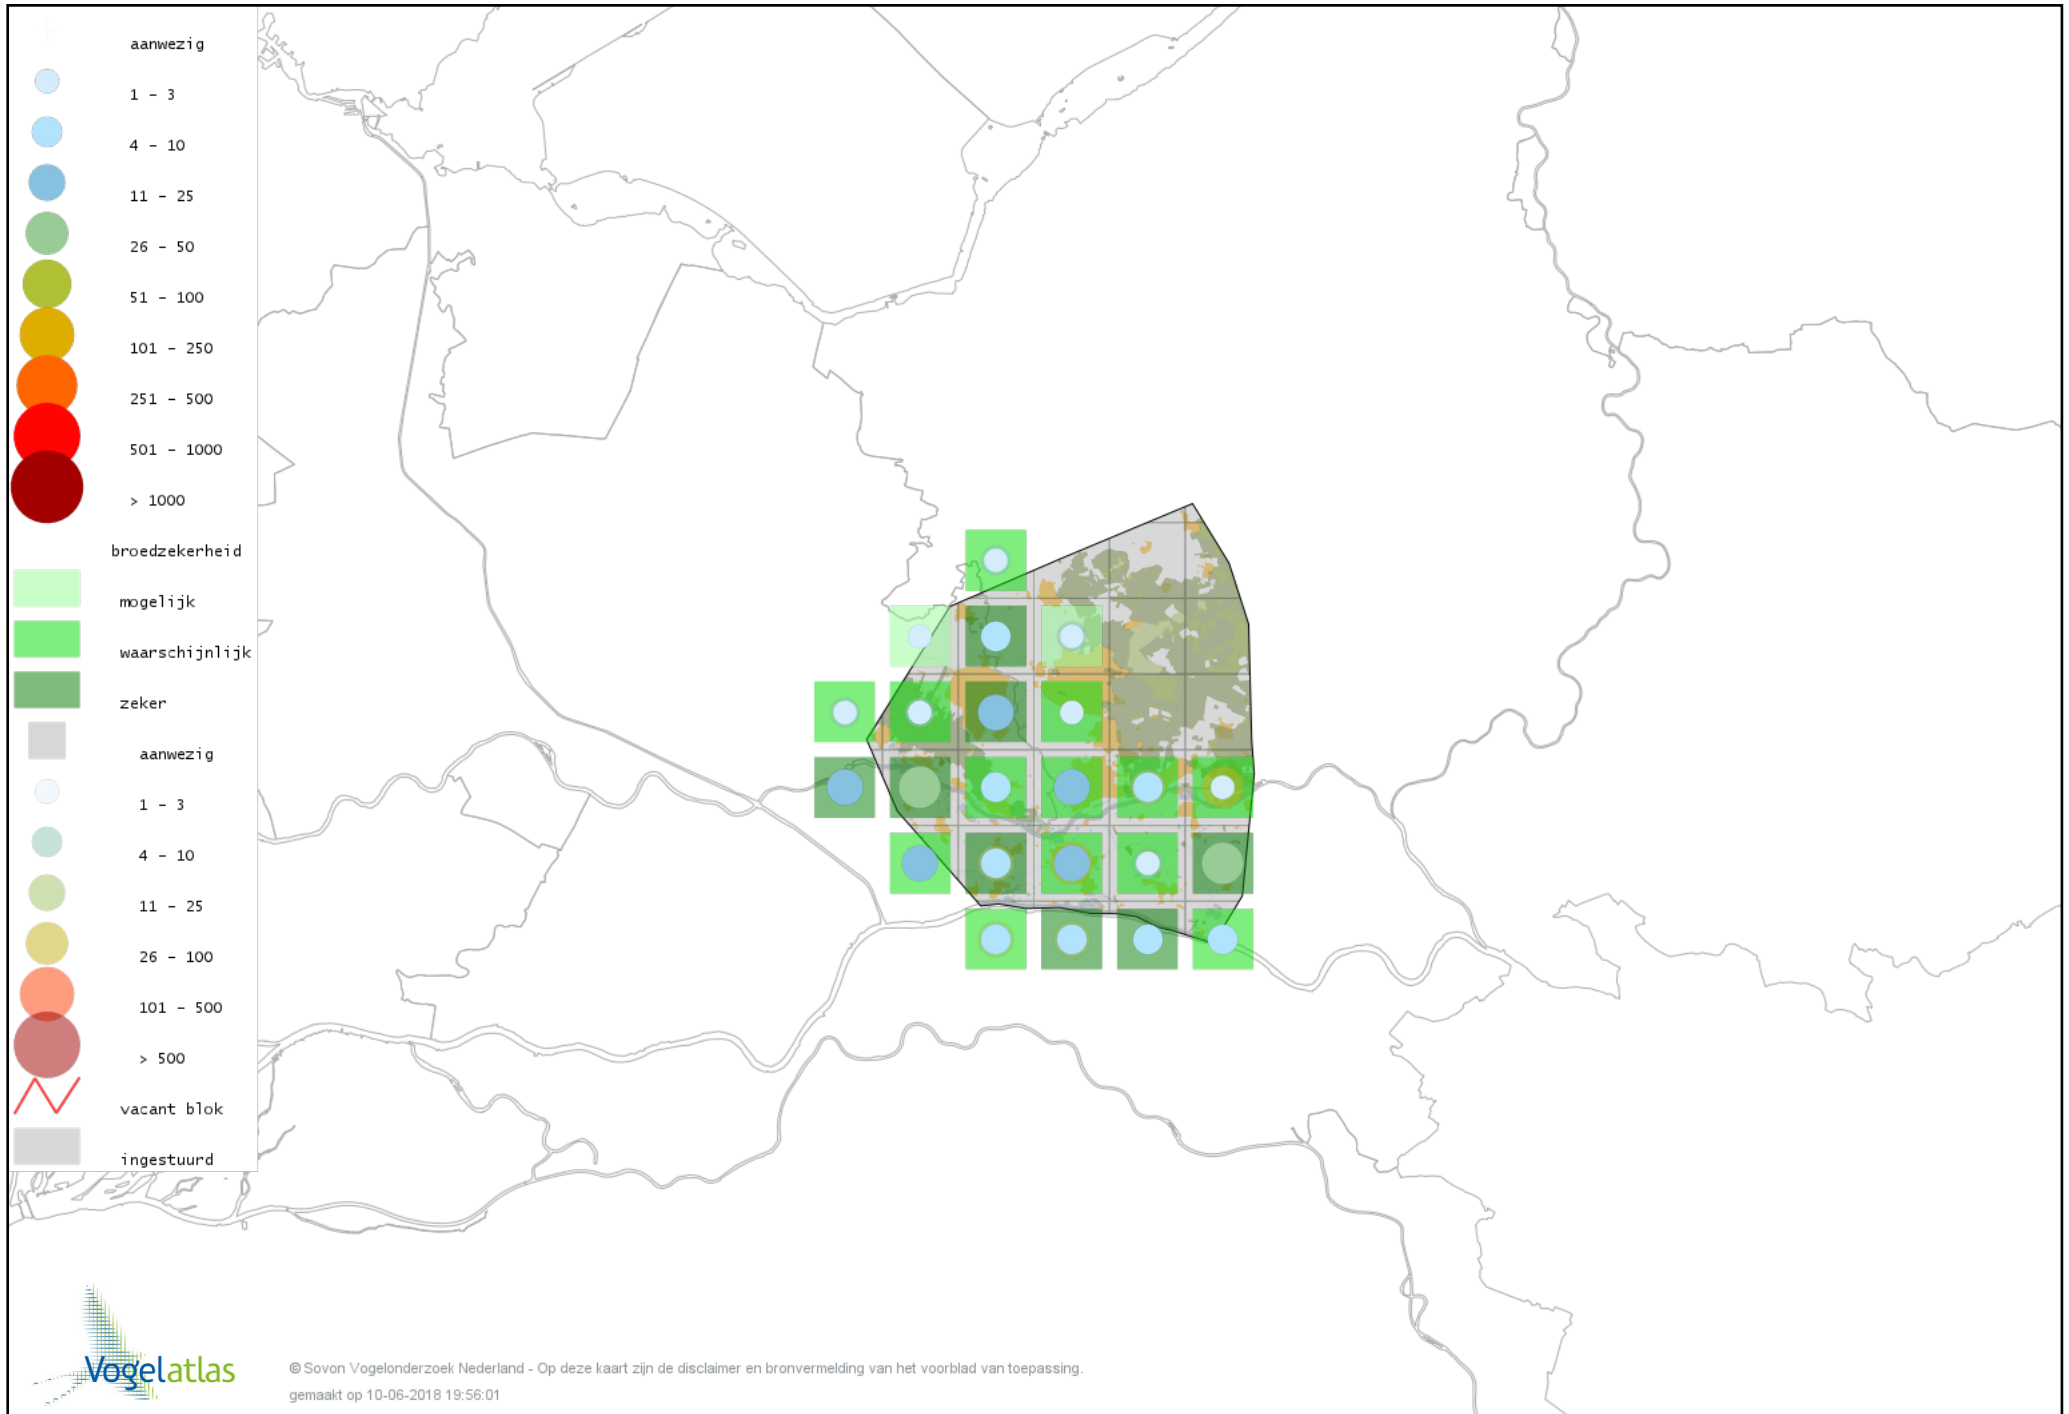 aanwezig
1 - 3
4 - 10
11 - 25
26 - 50
51 - 100
101 - 250
251 - 500
501 - 1000
> 1000
broedzekerheid
mogelijk
waarschijnlijk
zeker
aanwezig
1 - 3
4 - 10
11 - 25
26 - 100
101 - 500
> 500
vacant blok
ingestuurd
Vogelatlas
© Sovon Vogelonderzoek Nederland - Op deze kaart zijn de disclaimer en bronvermelding van het voorblad van toepassing.
gemaakt op 10-06-2018 19:56:01